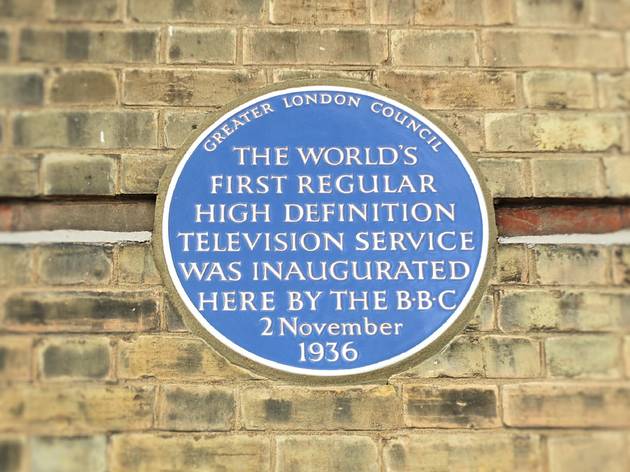 GREATER LONDON COUNCIL
THE WORLD'S
FIRST REGULAR
HIGH DEFINITION
TELEVISION SERVICE
WAS INAUGURATED
HERE BY THE B·B·C
2 November
1936